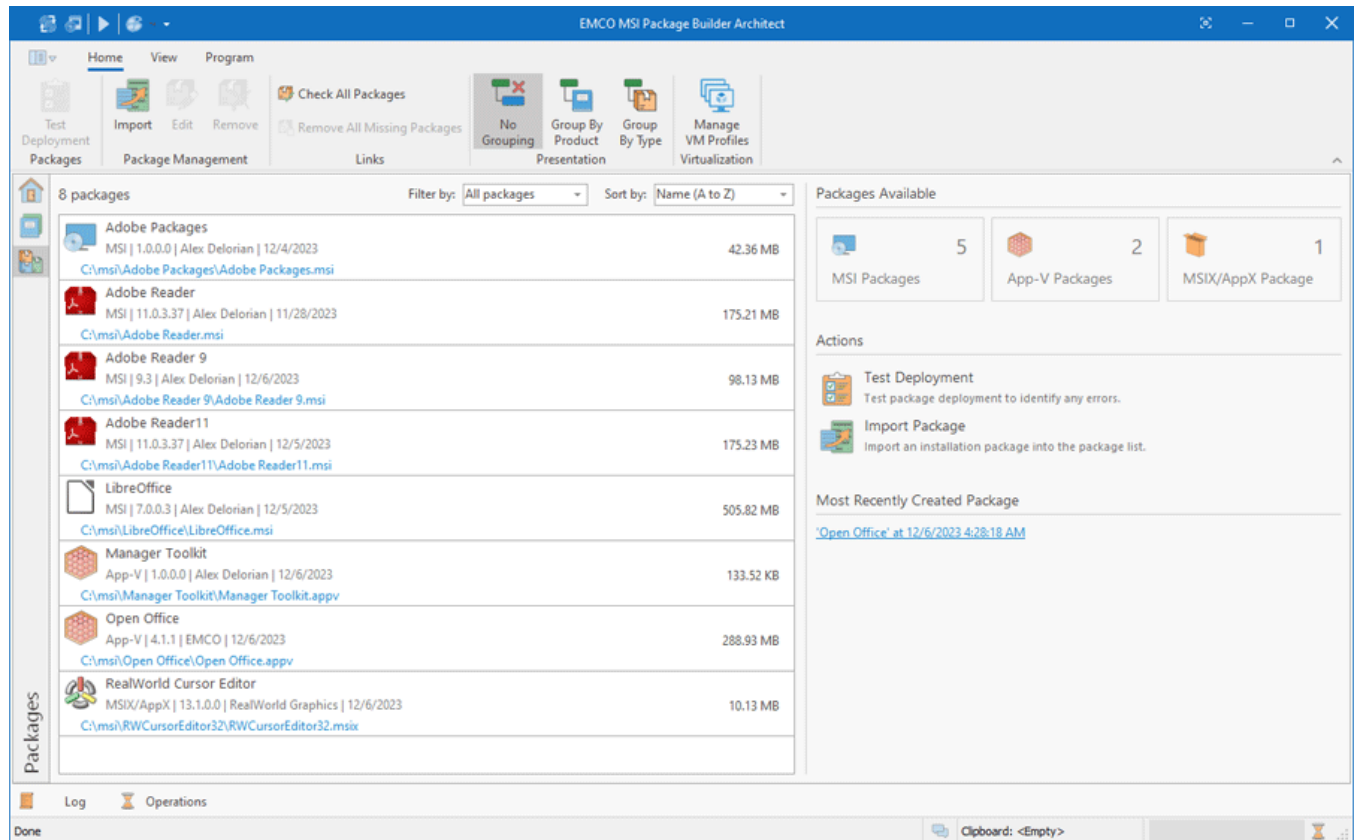 EMCO MSI Package Builder Architect
Home View Program
Test Deployment
Import
Edit
Remove
Check All Packages
Remove All Missing Packages
No Grouping
Group By Product
Group By Type
Manage VM Profiles
Packages
Package Management
Links
Presentation
Virtualization
8 packages
Filter by: All packages
Sort by: Name (A to Z)
Adobe Packages
MSI | 1.0.0.0 | Alex Delorian | 12/4/2023
42.36 MB
C:\msi\Adobe Packages\Adobe Packages.msi
Adobe Reader
MSI | 11.0.3.37 | Alex Delorian | 11/28/2023
175.21 MB
C:\msi\Adobe Reader.msi
Adobe Reader 9
MSI | 9.3 | Alex Delorian | 12/6/2023
98.13 MB
C:\msi\Adobe Reader 9\Adobe Reader 9.msi
Adobe Reader11
MSI | 11.0.3.37 | Alex Delorian | 12/5/2023
175.23 MB
C:\msi\Adobe Reader11\Adobe Reader11.msi
LibreOffice
MSI | 7.0.0.3 | Alex Delorian | 12/5/2023
505.82 MB
C:\msi\LibreOffice\LibreOffice.msi
Manager Toolkit
App-V | 1.0.0.0 | Alex Delorian | 12/6/2023
133.52 KB
C:\msi\Manager Toolkit\Manager Toolkit.appv
Open Office
App-V | 4.1.1 | EMCO | 12/6/2023
288.93 MB
C:\msi\Open Office\Open Office.appv
RealWorld Cursor Editor
MSIX/AppX | 13.1.0.0 | RealWorld Graphics | 12/6/2023
10.13 MB
C:\msi\RWCursorEditor32\RWCursorEditor32.msix
Packages
Packages Available
5
MSI Packages
2
App-V Packages
1
MSIX/AppX Package
Actions
Test Deployment
Test package deployment to identify any errors.
Import Package
Import an installation package into the package list.
Most Recently Created Package
'Open Office' at 12/6/2023 4:28:18 AM
Log
Operations
Done
Clipboard: <Empty>